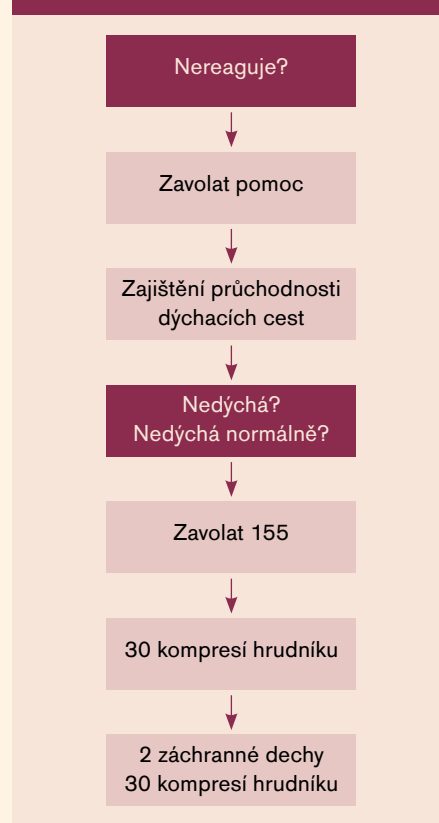 Nereaguje?
Zavolat pomoc
Zajištění průchodnosti
dýchacích cest
Nedýchá?
Nedýchá normálně?
Zavolat 155
30 kompresí hrudníku
2 záchranné dechy
30 kompresí hrudníku